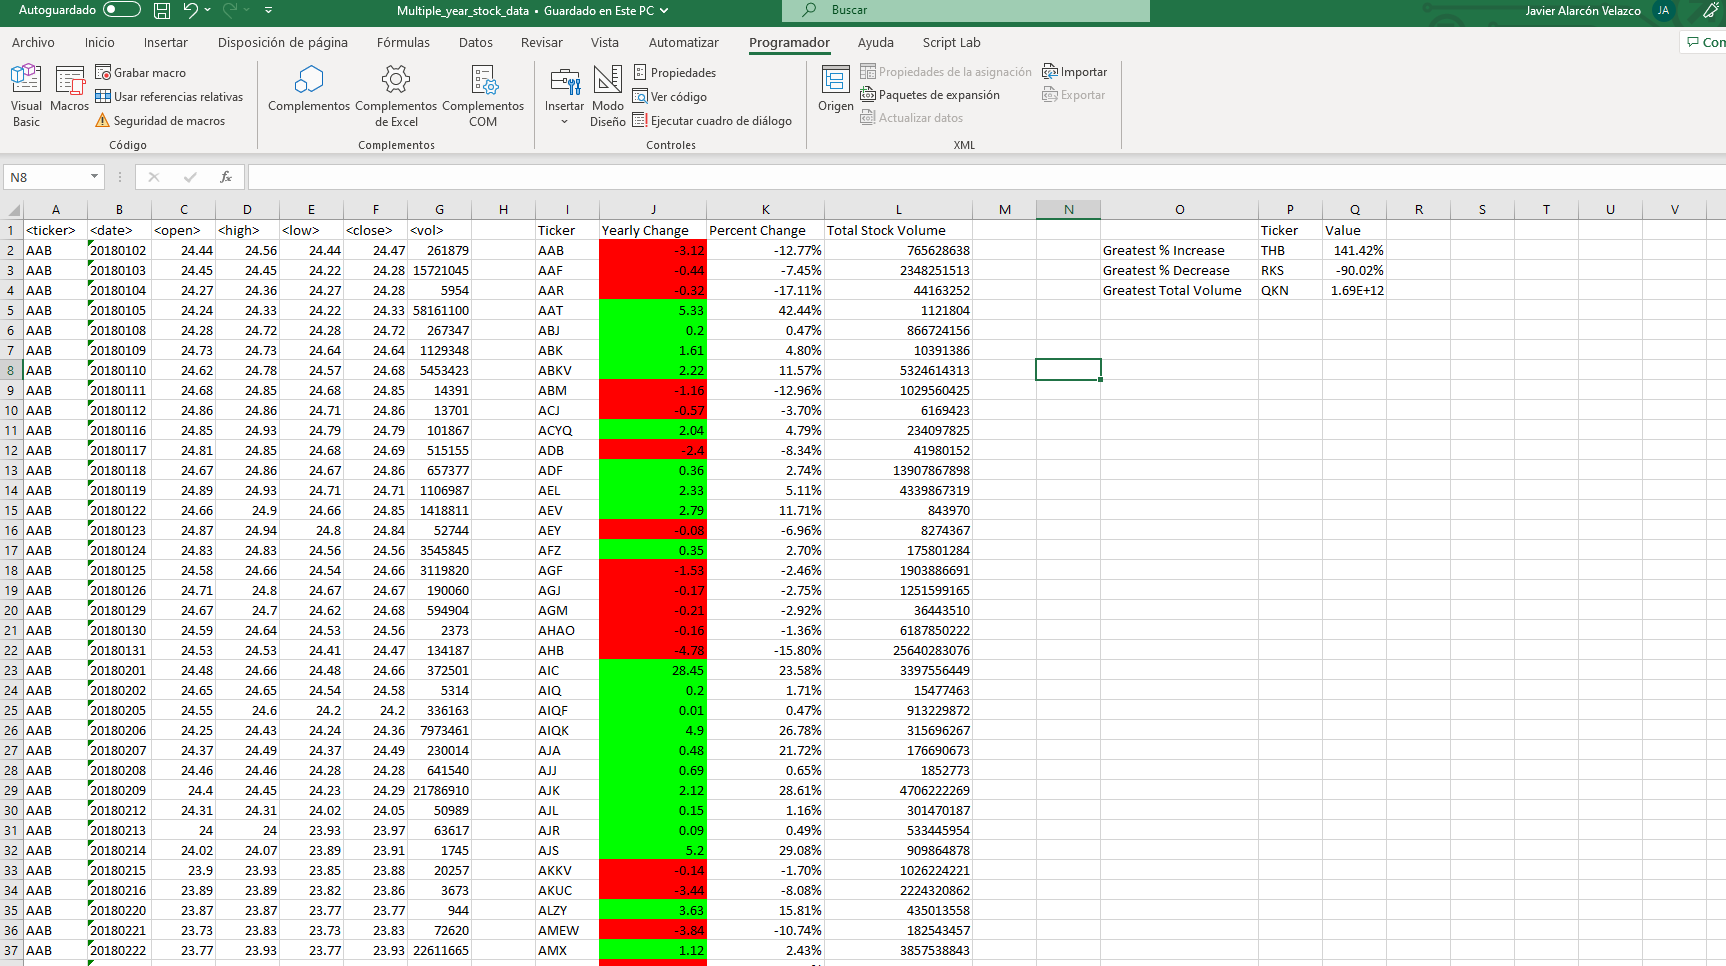 Autoguardado Multiple_year_stock_data • Guardado en Este PC Buscar Javier Alarcón Velazco JA
Archivo Inicio Insertar Disposición de página Fórmulas Datos Revisar Vista Automatizar Programador Ayuda Script Lab
Visual Basic Macros Grabar macro Usar referencias relativas Seguridad de macros
Complementos Complementos de Excel Complementos COM
Insertar Modo Diseño Propiedades Ver código Ejecutar cuadro de diálogo
Origen Propiedades de la asignación Paquetes de expansión Actualizar datos Importar Exportar
Código Complementos Controles XML
N8 fx
A B C D E F G H I J K L M N O P Q R S T U V
1 <ticker> <date> <open> <high> <low> <close> <vol> Ticker Yearly Change Percent Change Total Stock Volume Ticker Value
2 AAB 20180102 24.44 24.56 24.44 24.47 261879 AAB -3.12 -12.77% 765628638 Greatest % Increase THB 141.42%
3 AAB 20180103 24.45 24.45 24.22 24.28 15721045 AAF -0.44 -7.45% 2348251513 Greatest % Decrease RKS -90.02%
4 AAB 20180104 24.27 24.36 24.27 24.28 5954 AAR -0.32 -17.11% 44163252 Greatest Total Volume QKN 1.69E+12
5 AAB 20180105 24.24 24.33 24.22 24.33 58161100 AAT 5.33 42.44% 1121804
6 AAB 20180108 24.28 24.72 24.28 24.72 267347 ABJ 0.2 0.47% 866724156
7 AAB 20180109 24.73 24.73 24.64 24.64 1129348 ABK 1.61 4.80% 10391386
8 AAB 20180110 24.62 24.78 24.57 24.68 5453423 ABKV 2.22 11.57% 5324614313
9 AAB 20180111 24.68 24.85 24.68 24.85 14391 ABM -1.16 -12.96% 1029560425
10 AAB 20180112 24.86 24.86 24.71 24.86 13701 ACJ -0.57 -3.70% 6169423
11 AAB 20180116 24.85 24.93 24.79 24.79 101867 ACYQ 2.04 4.79% 234097825
12 AAB 20180117 24.81 24.85 24.68 24.69 515155 ADB -2.4 -8.34% 41980152
13 AAB 20180118 24.67 24.86 24.67 24.86 657377 ADF 0.36 2.74% 13907867898
14 AAB 20180119 24.89 24.93 24.71 24.71 1106987 AEL 2.33 5.11% 4339867319
15 AAB 20180122 24.66 24.9 24.66 24.85 1418811 AEV 2.79 11.71% 843970
16 AAB 20180123 24.87 24.94 24.8 24.84 52744 AEY -0.08 -6.96% 8274367
17 AAB 20180124 24.83 24.83 24.56 24.56 3545845 AFZ 0.35 2.70% 175801284
18 AAB 20180125 24.58 24.66 24.54 24.66 3119820 AGF -1.53 -2.46% 1903886691
19 AAB 20180126 24.71 24.8 24.67 24.67 190060 AGJ -0.17 -2.75% 1251599165
20 AAB 20180129 24.67 24.7 24.62 24.68 594904 AGM -0.21 -2.92% 36443510
21 AAB 20180130 24.59 24.64 24.53 24.56 2373 AHAO -0.16 -1.36% 6187850222
22 AAB 20180131 24.53 24.53 24.41 24.47 134187 AHB -4.78 -15.80% 25640283076
23 AAB 20180201 24.48 24.66 24.48 24.66 372501 AIC 28.45 23.58% 3397556449
24 AAB 20180202 24.65 24.65 24.54 24.58 5314 AIQ 0.2 1.71% 15477463
25 AAB 20180205 24.55 24.6 24.2 24.2 336163 AIQF 0.01 0.47% 913229872
26 AAB 20180206 24.25 24.43 24.24 24.36 7973461 AIQK 4.9 26.78% 315696267
27 AAB 20180207 24.37 24.49 24.37 24.49 230014 AJA 0.48 21.72% 176690673
28 AAB 20180208 24.46 24.46 24.28 24.28 641540 AJJ 0.69 0.65% 1852773
29 AAB 20180209 24.4 24.45 24.23 24.29 21786910 AJK 2.12 28.61% 4706222269
30 AAB 20180212 24.31 24.31 24.02 24.05 50989 AJL 0.15 1.16% 301470187
31 AAB 20180213 24 24 23.93 23.97 63617 AJR 0.09 0.49% 533445954
32 AAB 20180214 24.02 24.07 23.89 23.91 1745 AJS 5.2 29.08% 909864878
33 AAB 20180215 23.9 23.93 23.85 23.88 20257 AKKV -0.14 -1.70% 1026224221
34 AAB 20180216 23.89 23.89 23.82 23.86 3673 AKUC -3.44 -8.08% 2224320862
35 AAB 20180220 23.87 23.87 23.77 23.77 944 ALZY 3.63 15.81% 435013558
36 AAB 20180221 23.73 23.83 23.73 23.83 72620 AMEW -3.84 -10.74% 182543457
37 AAB 20180222 23.77 23.93 23.77 23.93 22611665 AMX 1.12 2.43% 3857538843